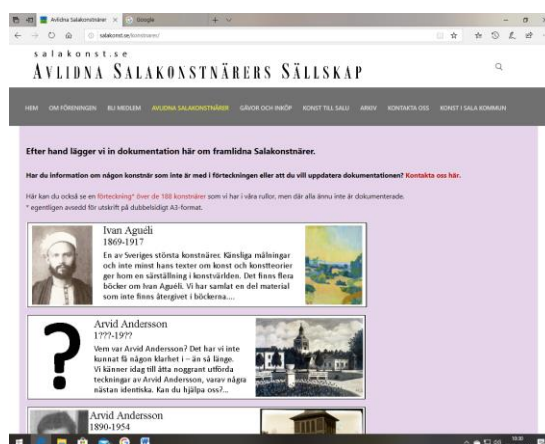 Avlidna Salakonstnärer
Google
salakonst.se/konstnarer/
salakonst.se
AVLIDNA SALAKONSTNÄRERS SÄLLSKAP
HEM OM FÖRENINGEN BLI MEDLEM AVLIDNA SALAKONSTNÄRER GÅVOR OCH INKÖP KONST TILL SALU ARKIV KONTAKTA OSS KONST I SALA KOMMUN
Efter hand lägger vi in dokumentation här om framlidna Salakonstnärer.
Har du information om någon konstnär som inte är med i förteckningen eller att du vill uppdatera dokumentationen? Kontakta oss här.
Här kan du också se en förteckning* över de 188 konstnärer som vi har i våra rullor, men där alla ännu inte är dokumenterade.
* egentligen avsedd för utskrift på dubbelsidigt A3-format.
Ivan Aguéli
1869-1917
En av Sveriges största konstnärer. Känsliga målningar
och inte minst hans texter om konst och konstteorier
ger hom en särställning i konstvärlden. Det finns flera
böcker om Ivan Aguéli. Vi har samlat en del material
som inte finns återgivet i böckerna....
?
Arvid Andersson
1???-19??
Vem var Arvid Andersson? Det har vi inte
kunnat få någon klarhet i – än så länge.
Vi känner idag till åtta noggrant utförda
teckningar av Arvid Andersson, varav några
nästan identiska. Kan du hjälpa oss?...
Arvid Andersson
1890-1954